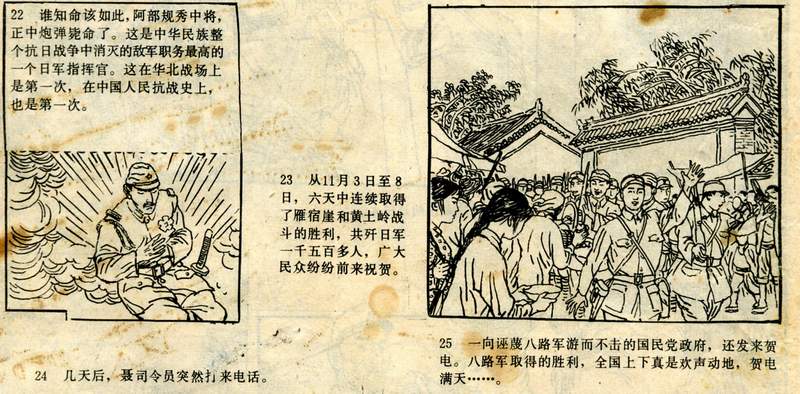 22 谁知命该如此,阿部规秀中将,
正中炮弹毙命了。这是中华民族整
个抗日战争中消灭的敌军职务最高的
一个日军指挥官。这在华北战场上
是第一次,在中国人民抗战史上,
也是第一次。
23 从11月3日至8
日,六天中连续取得
了雁宿崖和黄土岭战
斗的胜利,共歼日军
一千五百多人,广大
民众纷纷前来祝贺。
24 几天后,聂司令员突然打来电话。
25 一向诬蔑八路军游而不击的国民党政府,还发来贺
电。八路军取得的胜利,全国上下真是欢声动地,贺电
满天……。